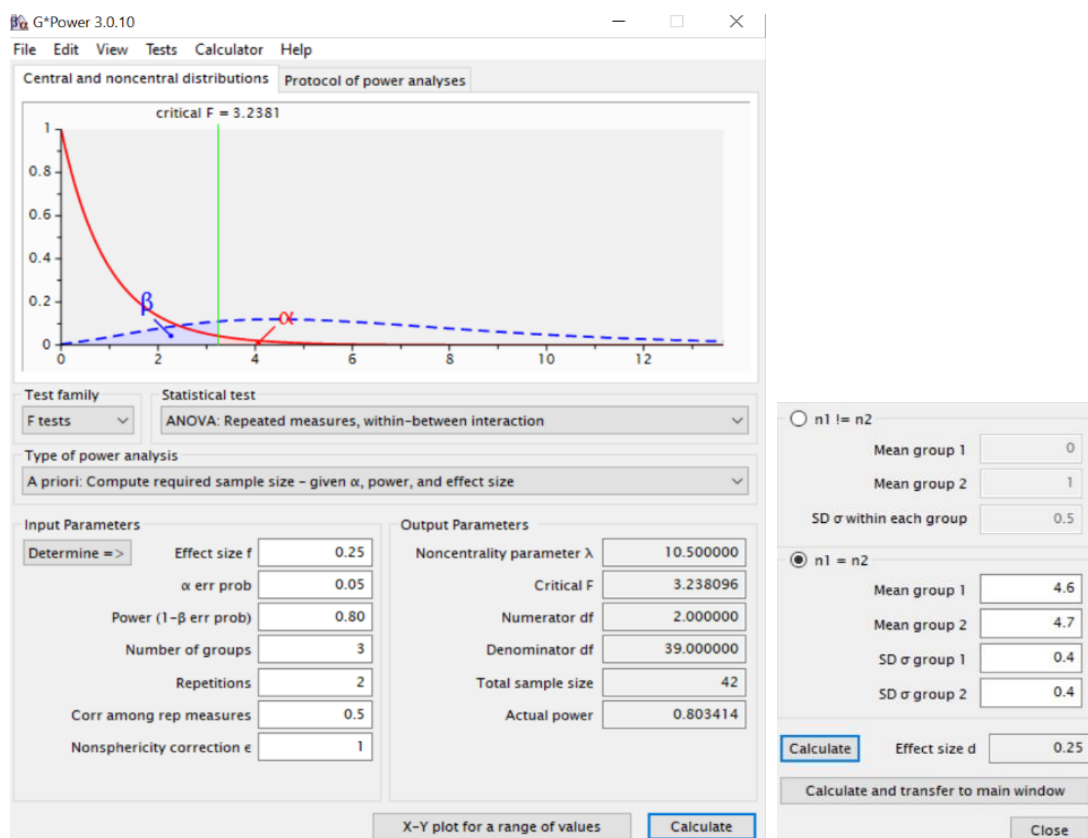 G*Power 3.0.10
File Edit View Tests Calculator Help
Central and noncentral distributions Protocol of power analyses
critical F = 3.2381
1
0.8
0.6
0.4
0.2
0
β
α
0 2 4 6 8 10 12
Test family Statistical test
F tests ANOVA: Repeated measures, within-between interaction
Type of power analysis
A priori: Compute required sample size - given α, power, and effect size
Input Parameters Output Parameters
Determine => Effect size f 0.25 Noncentrality parameter λ 10.500000
α err prob 0.05 Critical F 3.238096
Power (1-β err prob) 0.80 Numerator df 2.000000
Number of groups 3 Denominator df 39.000000
Repetitions 2 Total sample size 42
Corr among rep measures 0.5 Actual power 0.803414
Nonsphericity correction ϵ 1
X-Y plot for a range of values Calculate
n1 != n2
Mean group 1 0
Mean group 2 1
SD σ within each group 0.5
n1 = n2
Mean group 1 4.6
Mean group 2 4.7
SD σ group 1 0.4
SD σ group 2 0.4
Calculate Effect size d 0.25
Calculate and transfer to main window
Close